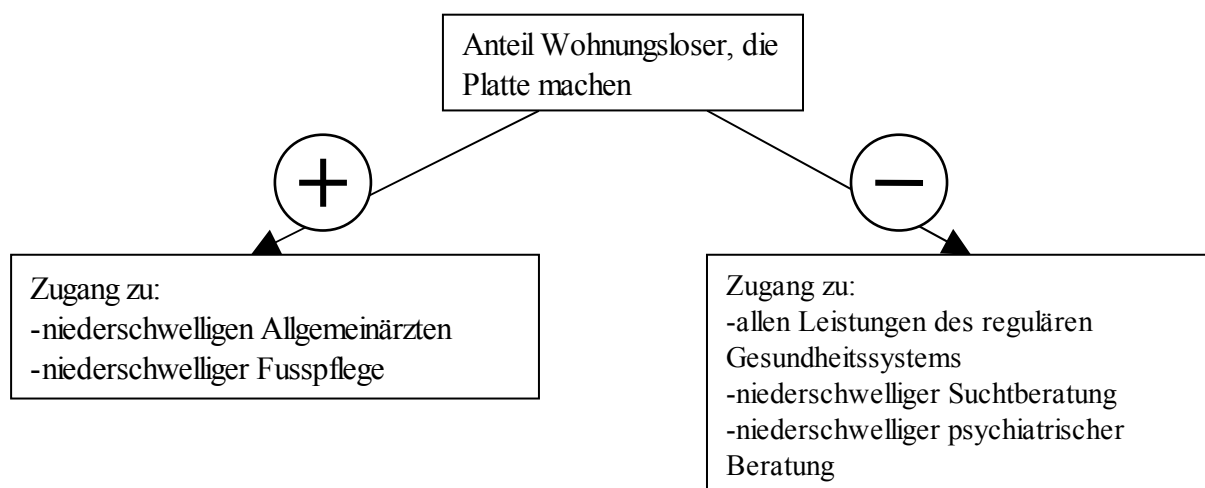 Anteil Wohnungsloser, die
Platte machen
+
−
Zugang zu:
-niederschwelligen Allgemeinärzten
-niederschwelliger Fusspflege
Zugang zu:
-allen Leistungen des regulären
Gesundheitssystems
-niederschwelliger Suchtberatung
-niederschwelliger psychiatrischer
Beratung